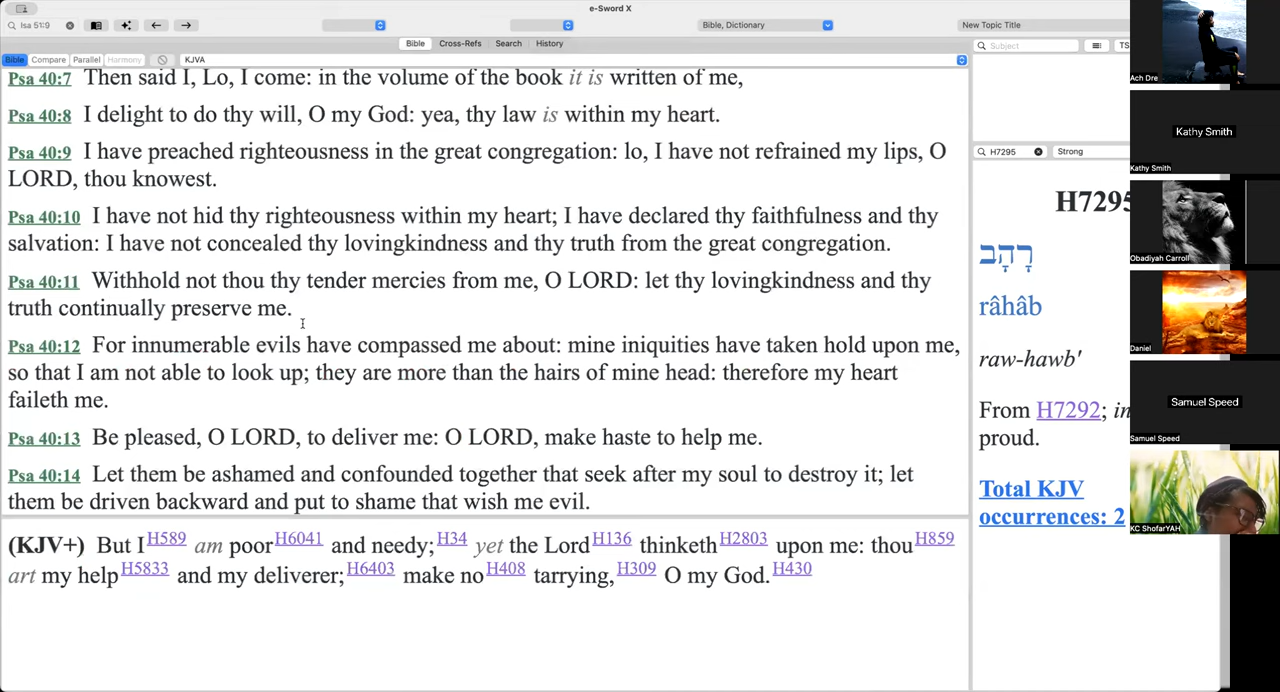 e-Sword X
Isa 51:9
Bible, Dictionary
New Topic Title
Bible Cross-Refs Search History
Subject
TS
Bible Compare Parallel Harmony KJVA
Psa 40:7 Then said I, Lo, I come: in the volume of the book it is written of me,
Psa 40:8 I delight to do thy will, O my God: yea, thy law is within my heart.
Psa 40:9 I have preached righteousness in the great congregation: lo, I have not refrained my lips, O
LORD, thou knowest.
Psa 40:10 I have not hid thy righteousness within my heart; I have declared thy faithfulness and thy
salvation: I have not concealed thy lovingkindness and thy truth from the great congregation.
Psa 40:11 Withhold not thou thy tender mercies from me, O LORD: let thy lovingkindness and thy
truth continually preserve me.
Psa 40:12 For innumerable evils have compassed me about: mine iniquities have taken hold upon me,
so that I am not able to look up; they are more than the hairs of mine head: therefore my heart
faileth me.
Psa 40:13 Be pleased, O LORD, to deliver me: O LORD, make haste to help me.
Psa 40:14 Let them be ashamed and confounded together that seek after my soul to destroy it; let
them be driven backward and put to shame that wish me evil.
(KJV+) But I H589 am poor H6041 and needy; H34 yet the Lord H136 thinketh H2803 upon me: thou H859
art my help H5833 and my deliverer; H6403 make no H408 tarrying, H309 O my God. H430
H7295 Strong
H7295
רָהָב
râhâb
raw-hawb'
From H7292; in
proud.
Total KJV
occurrences: 2
Ach Dre
Kathy Smith
Kathy Smith
Obadiyah Carroll
Daniel
Samuel Speed
Samuel Speed
KC ShofarYAH